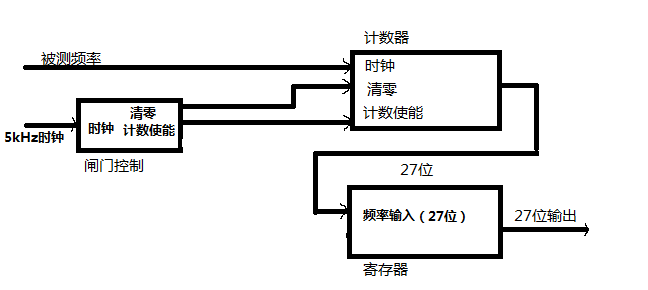 计数器
被测频率
时钟
清零
计数使能
清零
时钟 计数使能
5kHz时钟
闸门控制
27位
频率输入（27位）
27位输出
寄存器